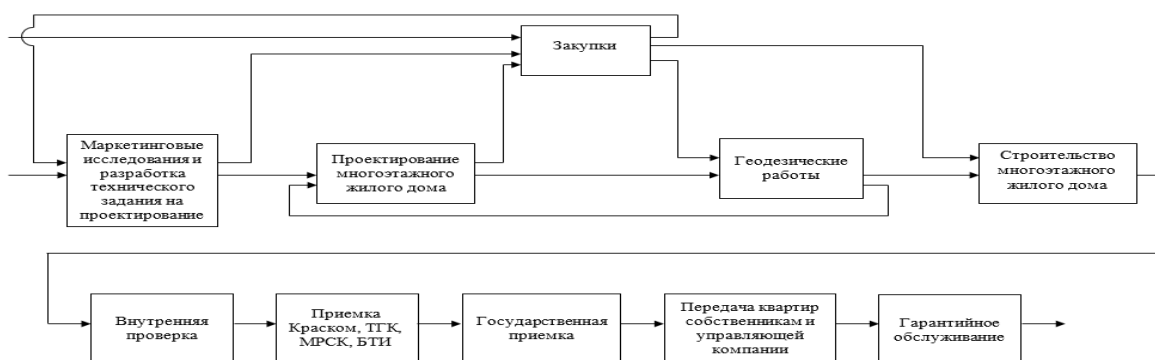 Закупки
Маркетинговые
исследования и
разработка
технического
задания на
проектирование
Проектирование
многоэтажного
жилого дома
Геодезические
работы
Строительство
многоэтажного
жилого дома
Внутренняя
проверка
Приемка
Краском, ТГК,
МРСК, БТИ
Государственная
приемка
Передача квартир
собственникам и
управляющей
компании
Гарантийное
обслуживание